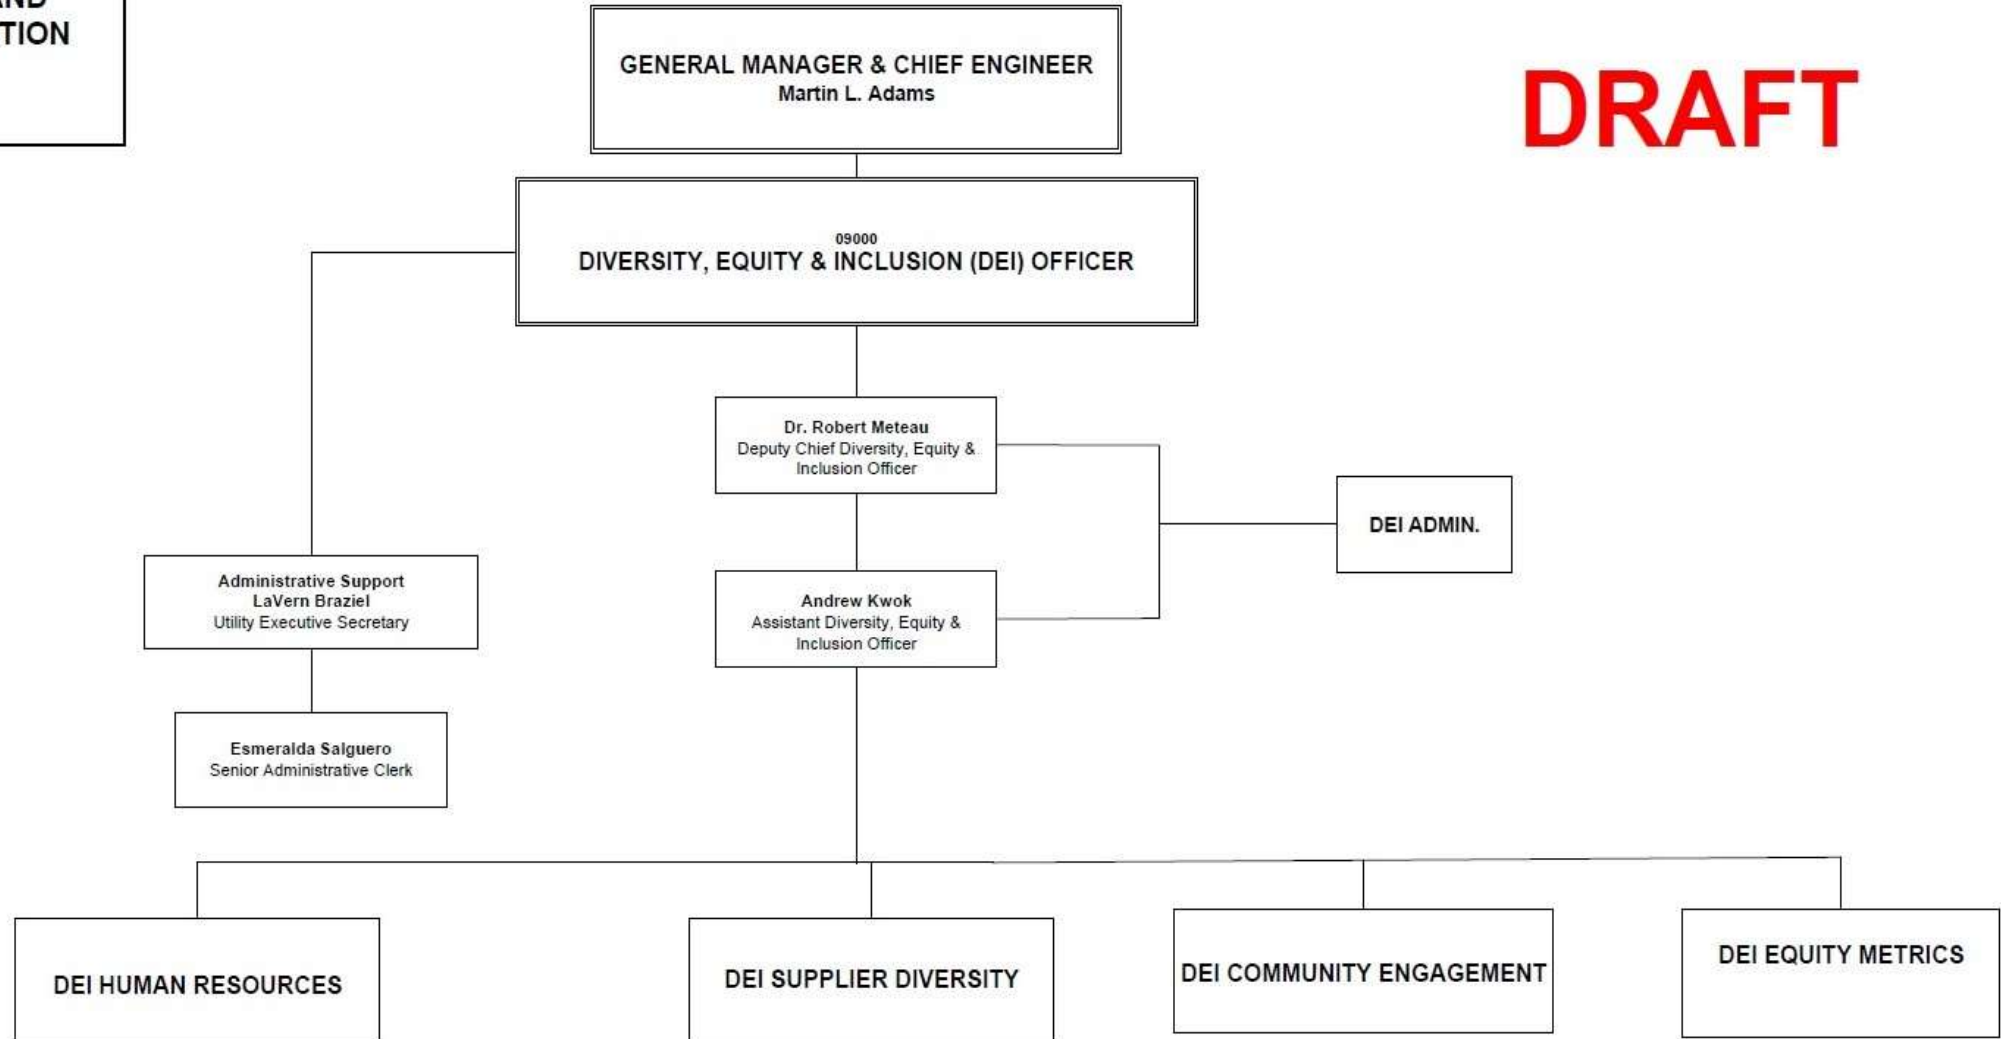 TION
GENERAL MANAGER & CHIEF ENGINEER
Martin L. Adams
DRAFT
09000
DIVERSITY, EQUITY & INCLUSION (DEI) OFFICER
Dr. Robert Meteau
Deputy Chief Diversity, Equity &
Inclusion Officer
DEI ADMIN.
Administrative Support
LaVern Braziel
Utility Executive Secretary
Andrew Kwok
Assistant Diversity, Equity &
Inclusion Officer
Esmeralda Salguero
Senior Administrative Clerk
DEI HUMAN RESOURCES
DEI SUPPLIER DIVERSITY
DEI COMMUNITY ENGAGEMENT
DEI EQUITY METRICS